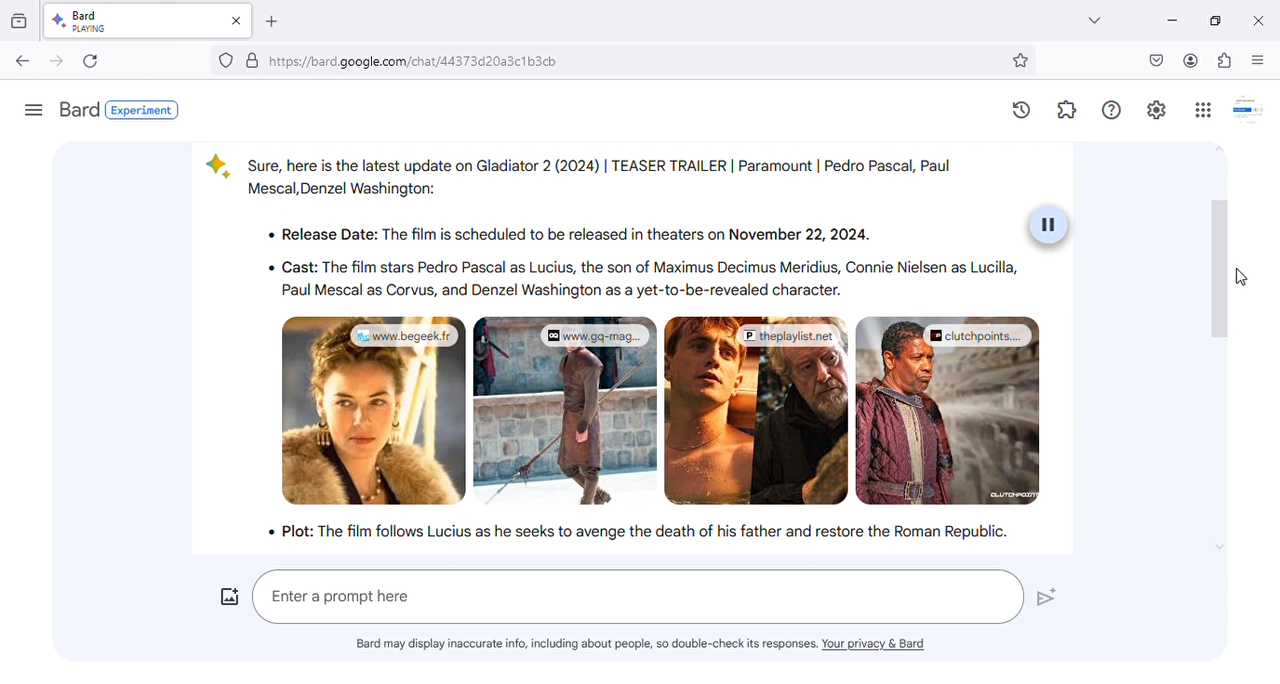 Bard
PLAYING
https://bard.google.com/chat/44373d20a3c1b3cb
Bard Experiment
Sure, here is the latest update on Gladiator 2 (2024) | TEASER TRAILER | Paramount | Pedro Pascal, Paul
Mescal,Denzel Washington:
• Release Date: The film is scheduled to be released in theaters on November 22, 2024.
• Cast: The film stars Pedro Pascal as Lucius, the son of Maximus Decimus Meridius, Connie Nielsen as Lucilla,
Paul Mescal as Corvus, and Denzel Washington as a yet-to-be-revealed character.
www.begeek.fr
GQ www.gq-mag...
P theplaylist.net
clutchpoints....
CLUTCHPOINT
• Plot: The film follows Lucius as he seeks to avenge the death of his father and restore the Roman Republic.
Enter a prompt here
Bard may display inaccurate info, including about people, so double-check its responses. Your privacy & Bard